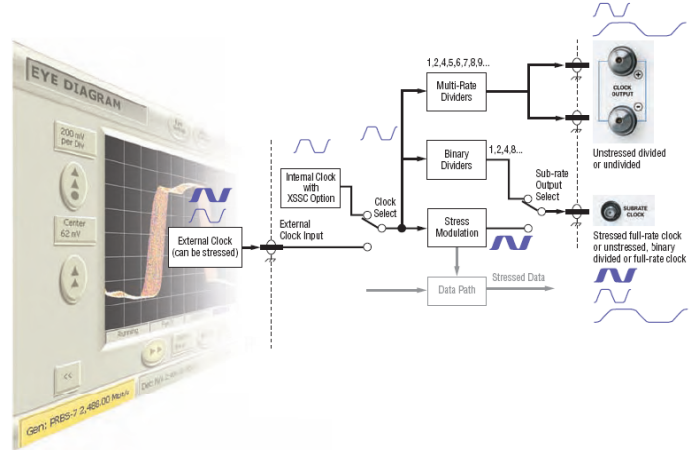 EYE DIAGRAM
200 mV
per Div
Center
62 mV
Running
<<
Gen: PRBS-7 2,488.00 Mbit/s
External Clock
(can be stressed)
Internal Clock
with
XSSC Option
External
Clock Input
Clock
Select
1,2,4,5,6,7,8,9...
Multi-Rate
Dividers
Binary
Dividers
1,2,4,8...
Stress
Modulation
Sub-rate
Output
Select
Data Path
Stressed Data
+
CLOCK
OUTPUT
−
Unstressed divided
or undivided
SUBRATE
CLOCK
Stressed full-rate clock
or unstressed, binary
divided or full-rate clock